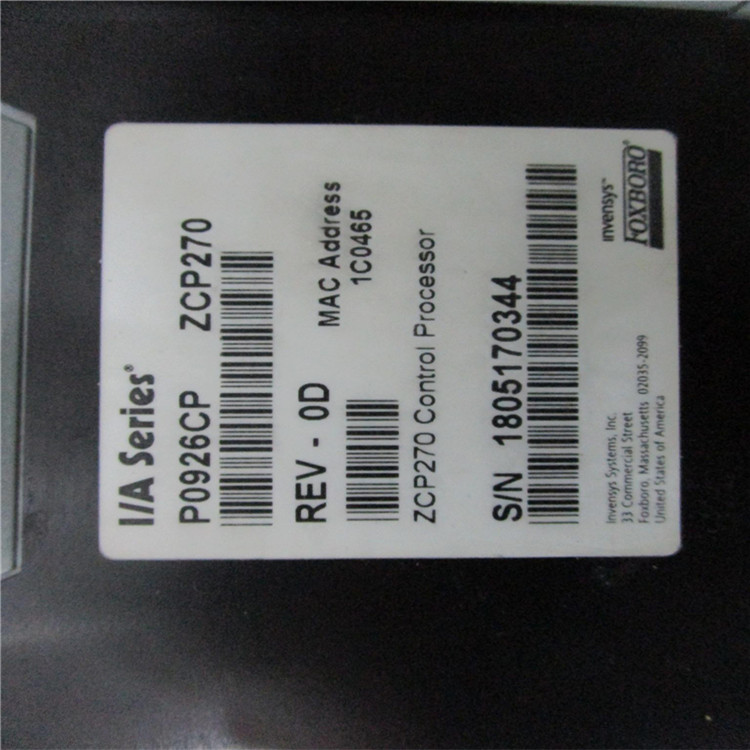 I/A Series®
P0926CP ZCP270
REV - 0D
MAC Address
1C0465
ZCP270 Control Processor
S/N 1805170344
Invensys Systems, Inc.
33 Commercial Street
Foxboro, Massachusetts 02035-2099
United States of America
invensys™
FOXBORO®